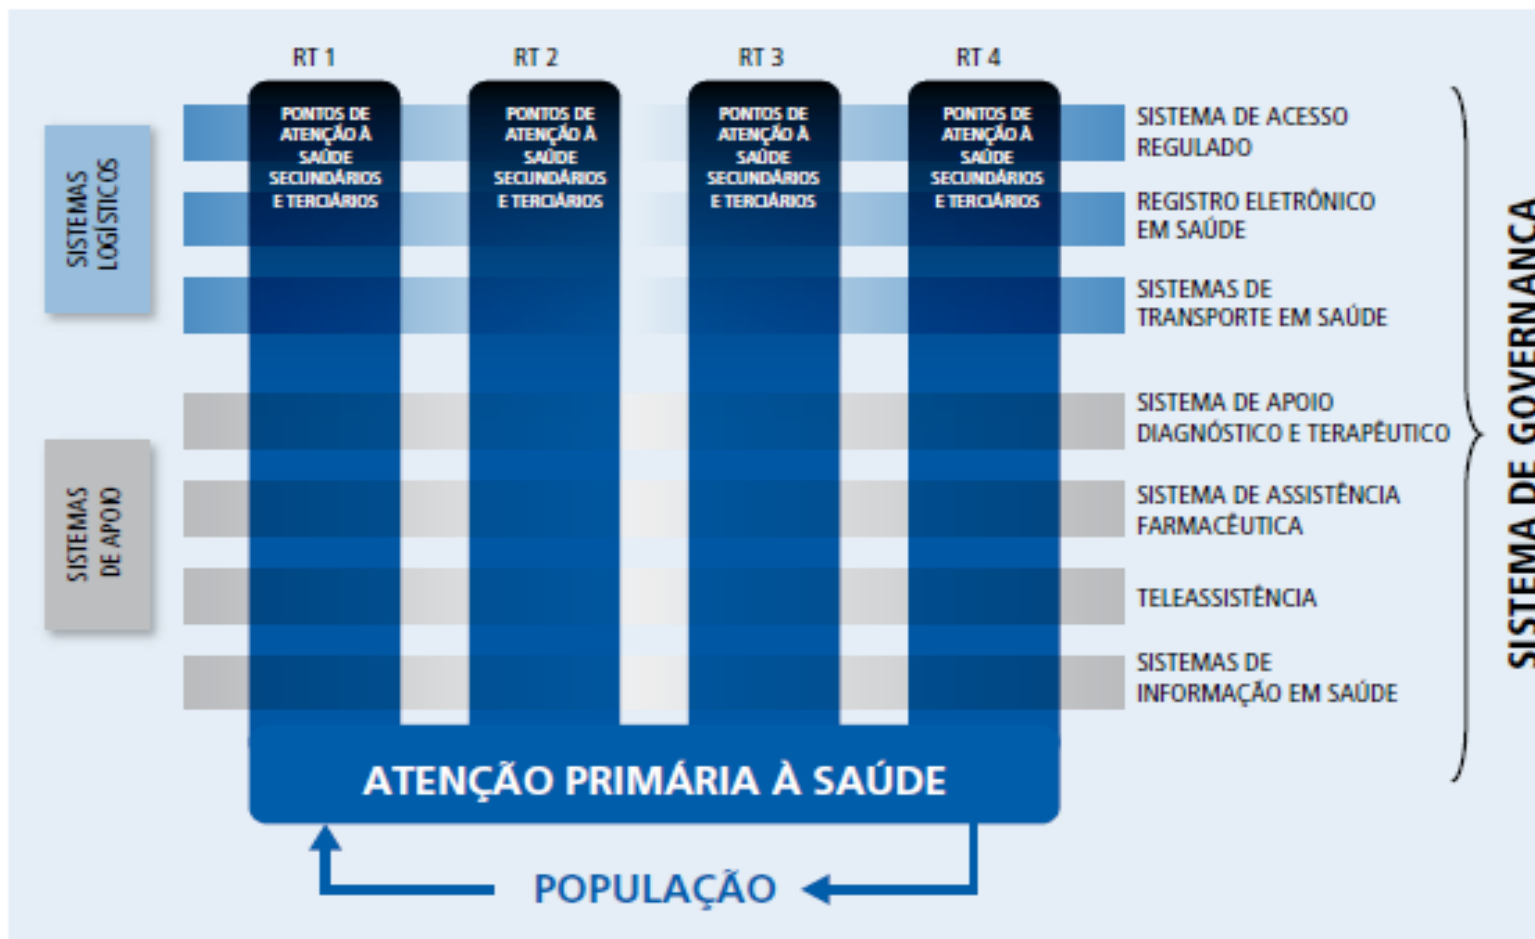 RT 1
RT 2
RT 3
RT 4
PONTOS DE
ATENÇÃO À
SAÚDE
SECUNDÁRIOS
E TERCIÁRIOS
PONTOS DE
ATENÇÃO À
SAÚDE
SECUNDÁRIOS
E TERCIÁRIOS
PONTOS DE
ATENÇÃO À
SAÚDE
SECUNDÁRIOS
E TERCIÁRIOS
PONTOS DE
ATENÇÃO À
SAÚDE
SECUNDÁRIOS
E TERCIÁRIOS
SISTEMAS
LOGÍSTICOS
SISTEMA DE ACESSO
REGULADO
REGISTRO ELETRÔNICO
EM SAÚDE
SISTEMAS DE
TRANSPORTE EM SAÚDE
SISTEMAS
DE APOIO
SISTEMA DE APOIO
DIAGNÓSTICO E TERAPÊUTICO
SISTEMA DE ASSISTÊNCIA
FARMACÊUTICA
TELEASSISTÊNCIA
SISTEMAS DE
INFORMAÇÃO EM SAÚDE
SISTEMA DE GOVERNANÇA
ATENÇÃO PRIMÁRIA À SAÚDE
POPULAÇÃO